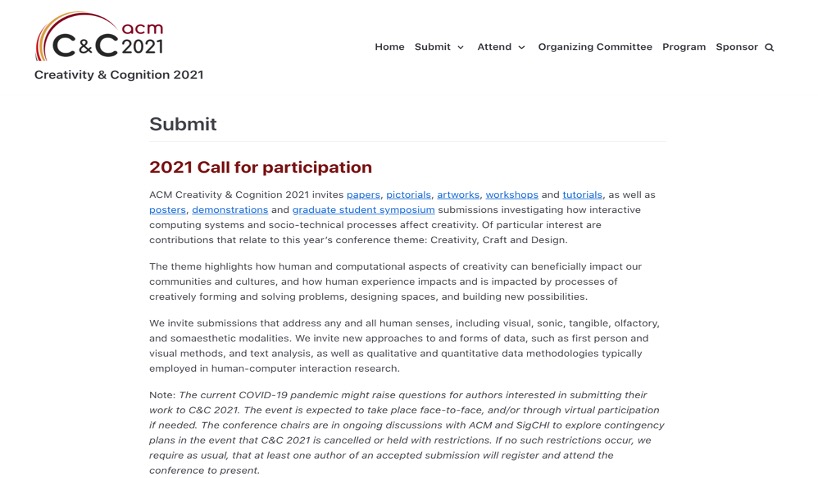 acm
C&C 2021
Creativity & Cognition 2021
Home Submit Attend Organizing Committee Program Sponsor
Submit
2021 Call for participation
ACM Creativity & Cognition 2021 invites papers, pictorials, artworks, workshops and tutorials, as well as
posters, demonstrations and graduate student symposium submissions investigating how interactive
computing systems and socio-technical processes affect creativity. Of particular interest are
contributions that relate to this year's conference theme: Creativity, Craft and Design.
The theme highlights how human and computational aspects of creativity can beneficially impact our
communities and cultures, and how human experience impacts and is impacted by processes of
creatively forming and solving problems, designing spaces, and building new possibilities.
We invite submissions that address any and all human senses, including visual, sonic, tangible, olfactory,
and somaesthetic modalities. We invite new approaches to and forms of data, such as first person and
visual methods, and text analysis, as well as qualitative and quantitative data methodologies typically
employed in human-computer interaction research.
Note: The current COVID-19 pandemic might raise questions for authors interested in submitting their
work to C&C 2021. The event is expected to take place face-to-face, and/or through virtual participation
if needed. The conference chairs are in ongoing discussions with ACM and SigCHI to explore contingency
plans in the event that C&C 2021 is cancelled or held with restrictions. If no such restrictions occur, we
require, as usual, that at least one author of an accepted submission will register and attend the
conference to present.